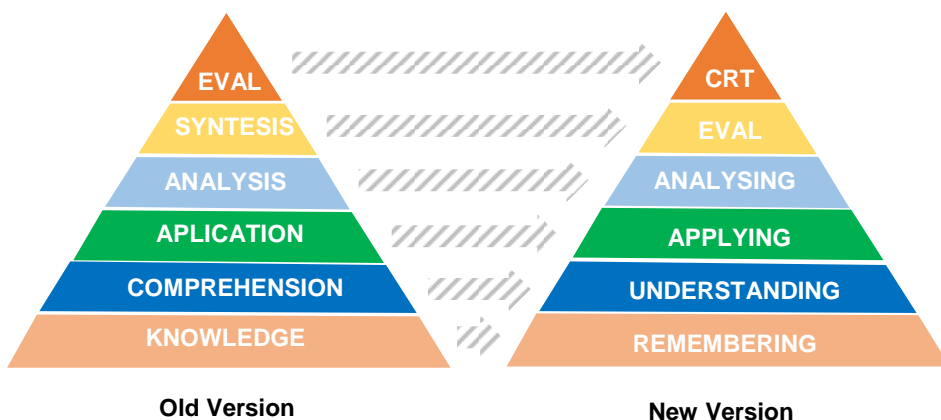 EVAL
SYNTESIS
ANALYSIS
APLICATION
COMPREHENSION
KNOWLEDGE
Old Version
CRT
EVAL
ANALYSING
APPLYING
UNDERSTANDING
REMEMBERING
New Version